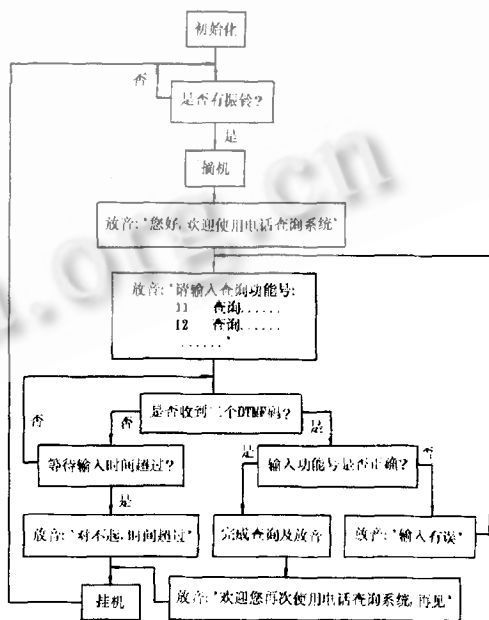 初始化
否
是否有振铃?
是
摘机
放音:"您好,欢迎使用电话查询系统"
放音:"请输入查询功能号:
11 查询......
12 查询......
......"
否
是否收到二个DTMF码?
否
是
等待输入时间超过?
是
输入功能号是否正确?
否
是
放音:"对不起,时间超过"
完成查询及放音
放音:"输入有误"
挂机
放音:"欢迎您再次使用电话查询系统,再见"